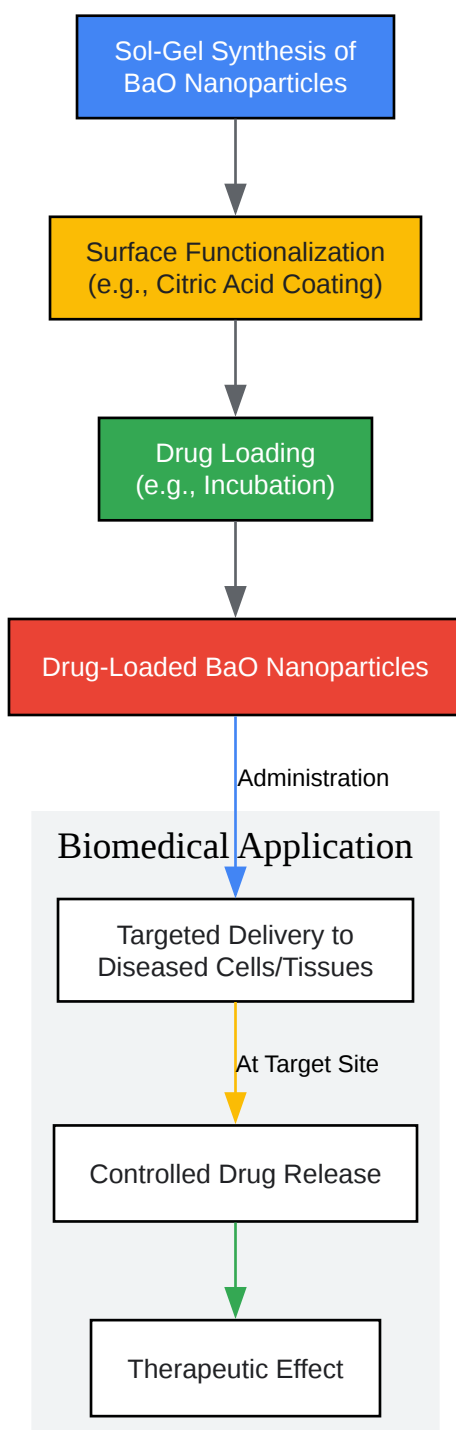 Sol-Gel Synthesis of
BaO Nanoparticles
Surface Functionalization
(e.g., Citric Acid Coating)
Drug Loading
(e.g., Incubation)
Drug-Loaded BaO Nanoparticles
Administration
Biomedical Application
Targeted Delivery to
Diseased Cells/Tissues
At Target Site
Controlled Drug Release
Therapeutic Effect